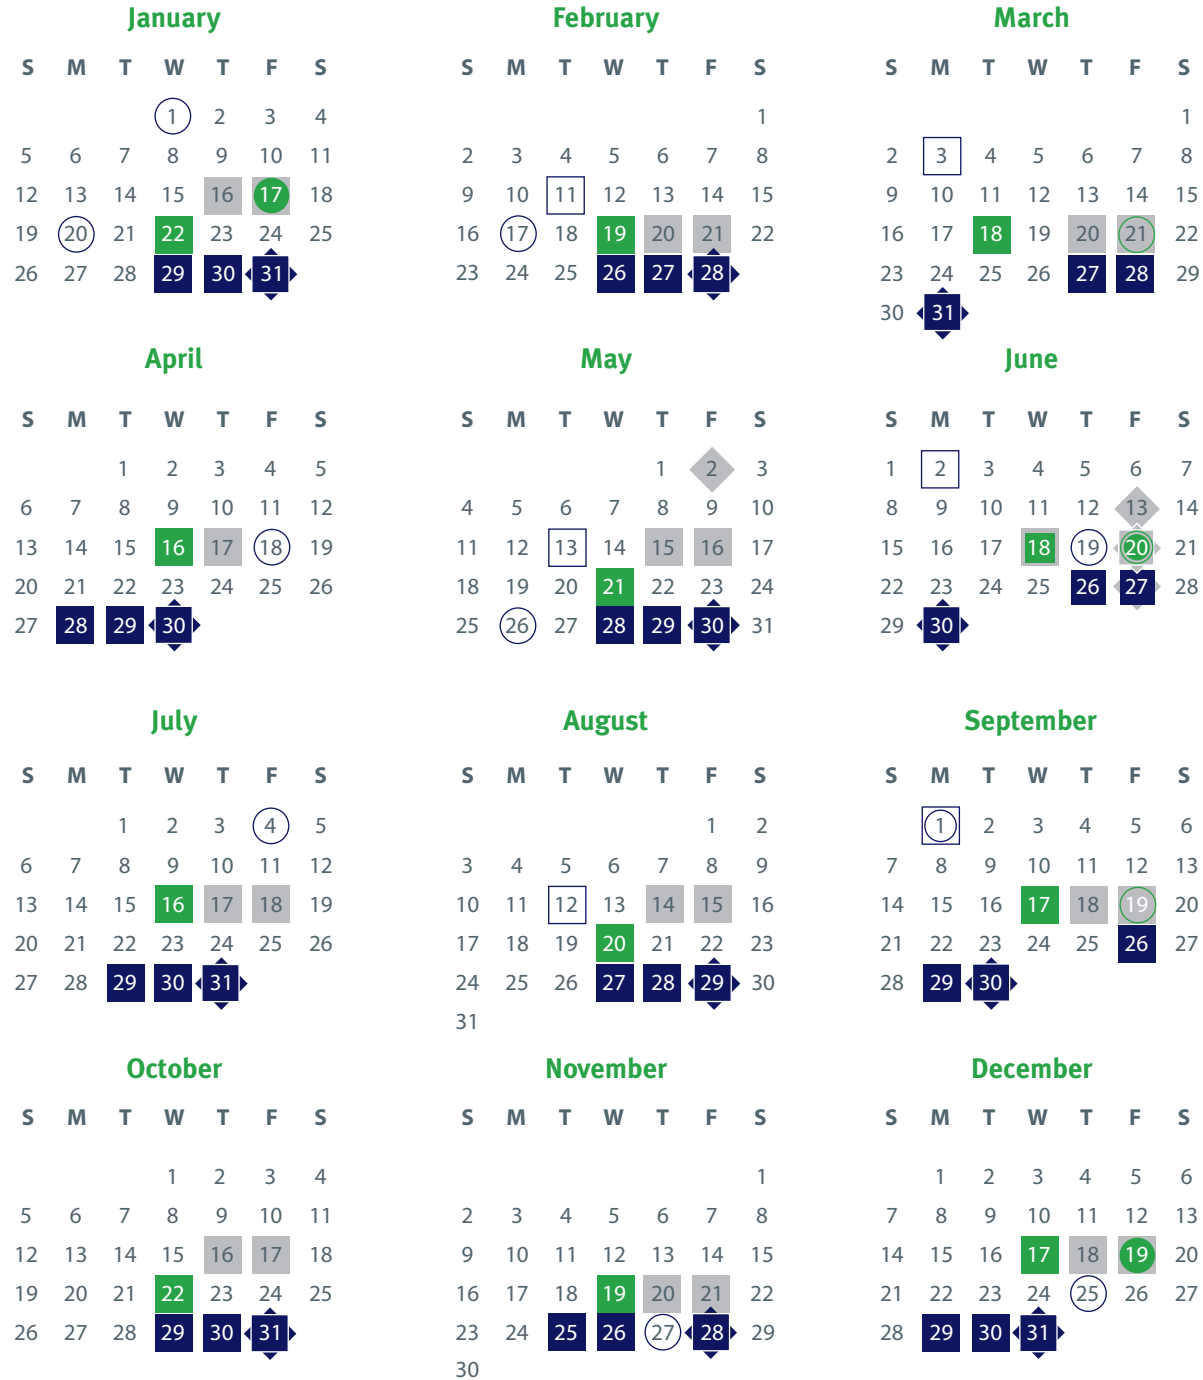 January February March
S M T W T F S S M T W T F S S M T W T F S
1 2 3 4 1 1
5 6 7 8 9 10 11 2 3 4 5 6 7 8 2 3 4 5 6 7 8
12 13 14 15 16 17 18 9 10 11 12 13 14 15 9 10 11 12 13 14 15
19 20 21 22 23 24 25 16 17 18 19 20 21 22 16 17 18 19 20 21 22
26 27 28 29 30 31 23 24 25 26 27 28 23 24 25 26 27 28 29
30 31
April May June
S M T W T F S S M T W T F S S M T W T F S
1 2 3 4 5 1 2 3 1 2 3 4 5 6 7
6 7 8 9 10 11 12 4 5 6 7 8 9 10 8 9 10 11 12 13 14
13 14 15 16 17 18 19 11 12 13 14 15 16 17 15 16 17 18 19 20 21
20 21 22 23 24 25 26 18 19 20 21 22 23 24 22 23 24 25 26 27 28
27 28 29 30 25 26 27 28 29 30 31 29 30
July August September
S M T W T F S S M T W T F S S M T W T F S
1 2 3 4 5 1 2 1 2 3 4 5 6
6 7 8 9 10 11 12 3 4 5 6 7 8 9 7 8 9 10 11 12 13
13 14 15 16 17 18 19 10 11 12 13 14 15 16 14 15 16 17 18 19 20
20 21 22 23 24 25 26 17 18 19 20 21 22 23 21 22 23 24 25 26 27
27 28 29 30 31 24 25 26 27 28 29 30 28 29 30
31
October November December
S M T W T F S S M T W T F S S M T W T F S
1 2 3 4 1 1 2 3 4 5 6
5 6 7 8 9 10 11 2 3 4 5 6 7 8 7 8 9 10 11 12 13
12 13 14 15 16 17 18 9 10 11 12 13 14 15 14 15 16 17 18 19 20
19 20 21 22 23 24 25 16 17 18 19 20 21 22 21 22 23 24 25 26 27
26 27 28 29 30 31 23 24 25 26 27 28 29 28 29 30 31
30